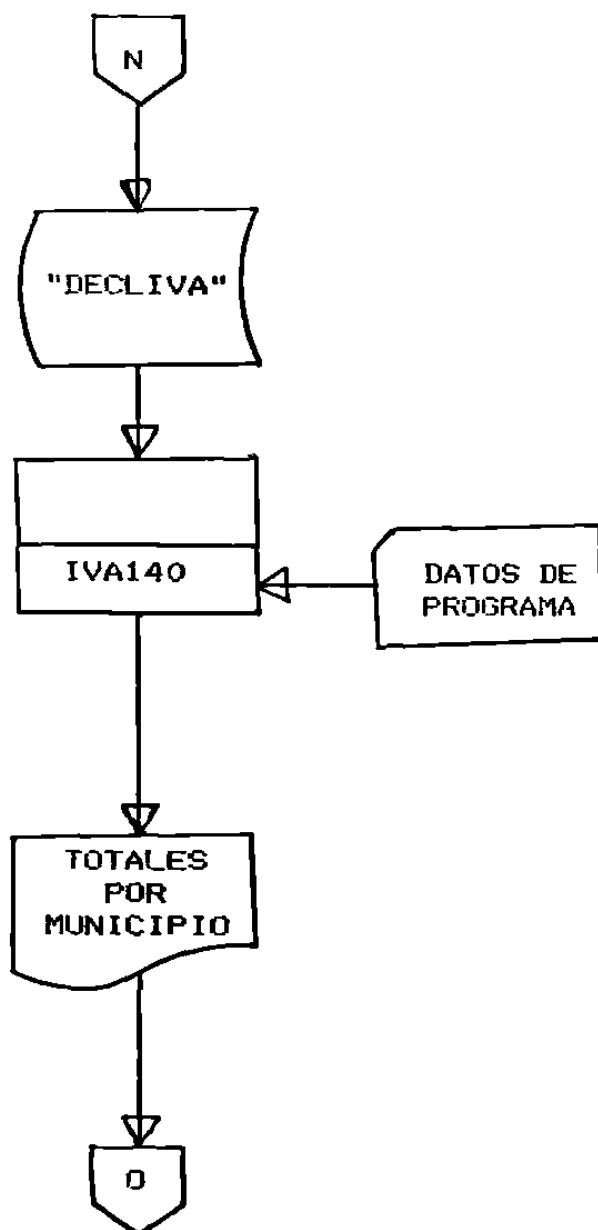 N
"DECLIVA"
IVA140
DATOS DE
PROGRAMA
TOTALES
POR
MUNICIPIO
O